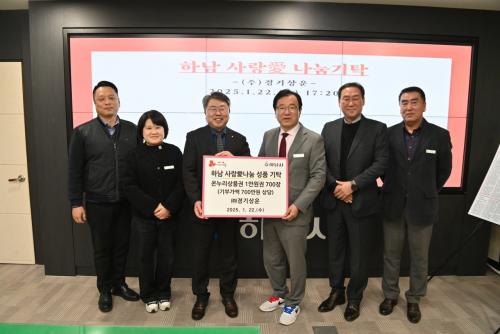 하남 사랑愛 나눔기탁
-(주)경기상운-
2025.1.22. 17:20
하남시
하남 사랑愛나눔 성품 기탁
온누리상품권 1만원권 700장
(기부가액 700만원 상당)
㈜경기상운
2025. 1. 22.(수)